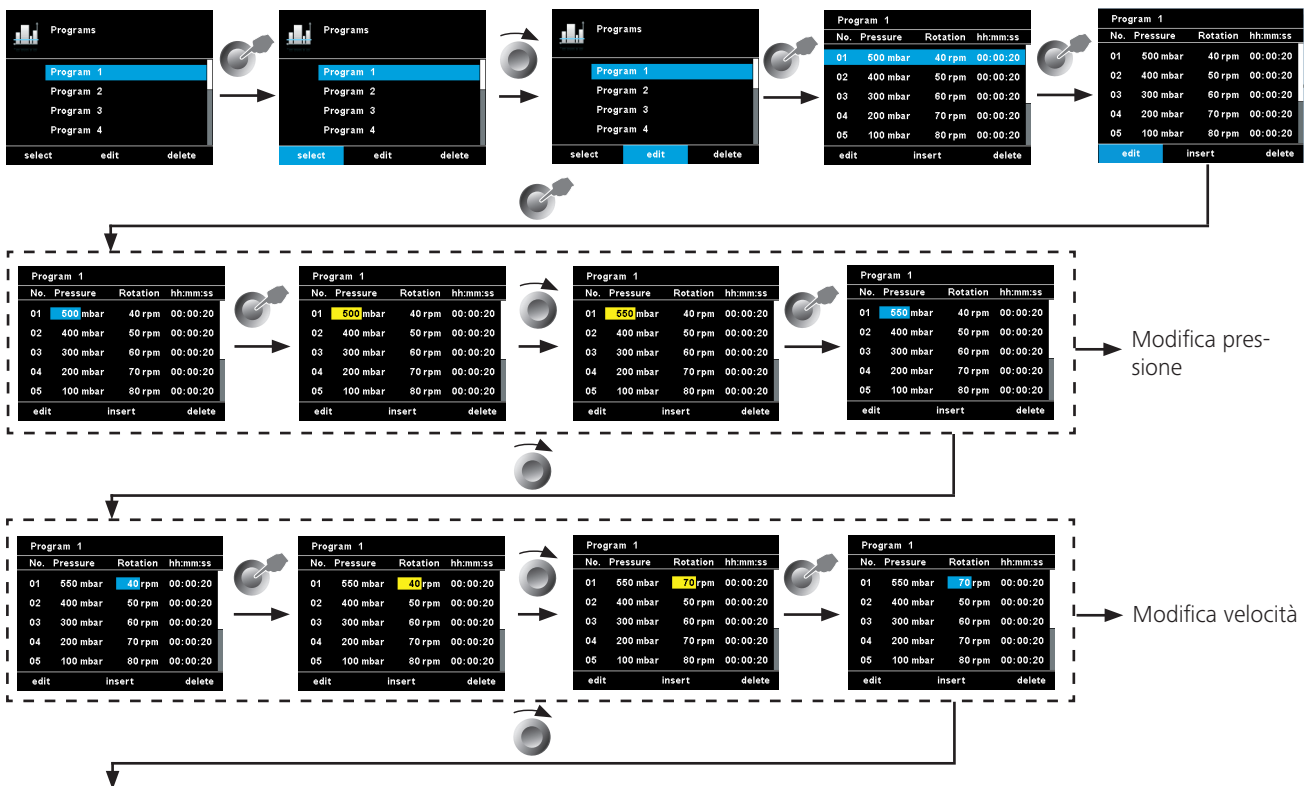 Programs
Program 1
Program 2
Program 3
Program 4
select edit delete
Programs
Program 1
Program 2
Program 3
Program 4
select edit delete
Programs
Program 1
Program 2
Program 3
Program 4
select edit delete
Program 1
No. Pressure Rotation hh:mm:ss
01 500 mbar 40 rpm 00:00:20
02 400 mbar 50 rpm 00:00:20
03 300 mbar 60 rpm 00:00:20
04 200 mbar 70 rpm 00:00:20
05 100 mbar 80 rpm 00:00:20
edit insert delete
Program 1
No. Pressure Rotation hh:mm:ss
01 500 mbar 40 rpm 00:00:20
02 400 mbar 50 rpm 00:00:20
03 300 mbar 60 rpm 00:00:20
04 200 mbar 70 rpm 00:00:20
05 100 mbar 80 rpm 00:00:20
edit insert delete
Program 1
No. Pressure Rotation hh:mm:ss
01 500 mbar 40 rpm 00:00:20
02 400 mbar 50 rpm 00:00:20
03 300 mbar 60 rpm 00:00:20
04 200 mbar 70 rpm 00:00:20
05 100 mbar 80 rpm 00:00:20
edit insert delete
Program 1
No. Pressure Rotation hh:mm:ss
01 500 mbar 40 rpm 00:00:20
02 400 mbar 50 rpm 00:00:20
03 300 mbar 60 rpm 00:00:20
04 200 mbar 70 rpm 00:00:20
05 100 mbar 80 rpm 00:00:20
edit insert delete
Program 1
No. Pressure Rotation hh:mm:ss
01 550 mbar 40 rpm 00:00:20
02 400 mbar 50 rpm 00:00:20
03 300 mbar 60 rpm 00:00:20
04 200 mbar 70 rpm 00:00:20
05 100 mbar 80 rpm 00:00:20
edit insert delete
Program 1
No. Pressure Rotation hh:mm:ss
01 550 mbar 40 rpm 00:00:20
02 400 mbar 50 rpm 00:00:20
03 300 mbar 60 rpm 00:00:20
04 200 mbar 70 rpm 00:00:20
05 100 mbar 80 rpm 00:00:20
edit insert delete
Modifica pres-
sione
Program 1
No. Pressure Rotation hh:mm:ss
01 550 mbar 40 rpm 00:00:20
02 400 mbar 50 rpm 00:00:20
03 300 mbar 60 rpm 00:00:20
04 200 mbar 70 rpm 00:00:20
05 100 mbar 80 rpm 00:00:20
edit insert delete
Program 1
No. Pressure Rotation hh:mm:ss
01 550 mbar 40 rpm 00:00:20
02 400 mbar 50 rpm 00:00:20
03 300 mbar 60 rpm 00:00:20
04 200 mbar 70 rpm 00:00:20
05 100 mbar 80 rpm 00:00:20
edit insert delete
Program 1
No. Pressure Rotation hh:mm:ss
01 550 mbar 70 rpm 00:00:20
02 400 mbar 50 rpm 00:00:20
03 300 mbar 60 rpm 00:00:20
04 200 mbar 70 rpm 00:00:20
05 100 mbar 80 rpm 00:00:20
edit insert delete
Program 1
No. Pressure Rotation hh:mm:ss
01 550 mbar 70 rpm 00:00:20
02 400 mbar 50 rpm 00:00:20
03 300 mbar 60 rpm 00:00:20
04 200 mbar 70 rpm 00:00:20
05 100 mbar 80 rpm 00:00:20
edit insert delete
Modifica velocità